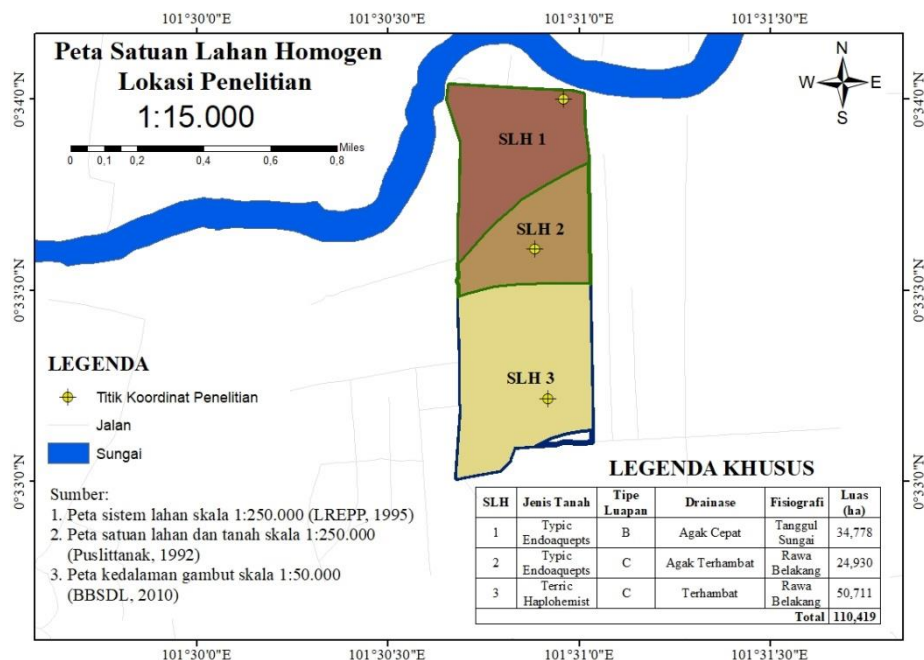 101°30'0"E 101°30'30"E 101°31'0"E 101°31'30"E
Peta Satuan Lahan Homogen
Lokasi Penelitian
1:15.000
Miles
0 0,1 0,2 0,4 0,6 0,8
N
W E
S
0°34'0"N 0°34'0"N
SLH 1
SLH 2
0°33'30"N 0°33'30"N
SLH 3
LEGENDA
Titik Koordinat Penelitian
Jalan
Sungai
0°33'0"N 0°33'0"N
Sumber:
1. Peta sistem lahan skala 1:250.000 (LREPP, 1995)
2. Peta satuan lahan dan tanah skala 1:250.000
(Puslittanak, 1992)
3. Peta kedalaman gambut skala 1:50.000
(BBSDL, 2010)
LEGENDA KHUSUS
SLH Jenis Tanah Tipe Luapan Drainase Fisiografi Luas (ha)
1 Typic Endoaquepts B Agak Cepat Tanggul Sungai 34,778
2 Typic Endoaquepts C Agak Terhambat Rawa Belakang 24,930
3 Terric Haplohemist C Terhambat Rawa Belakang 50,711
Total 110,419
101°30'0"E 101°30'30"E 101°31'0"E 101°31'30"E